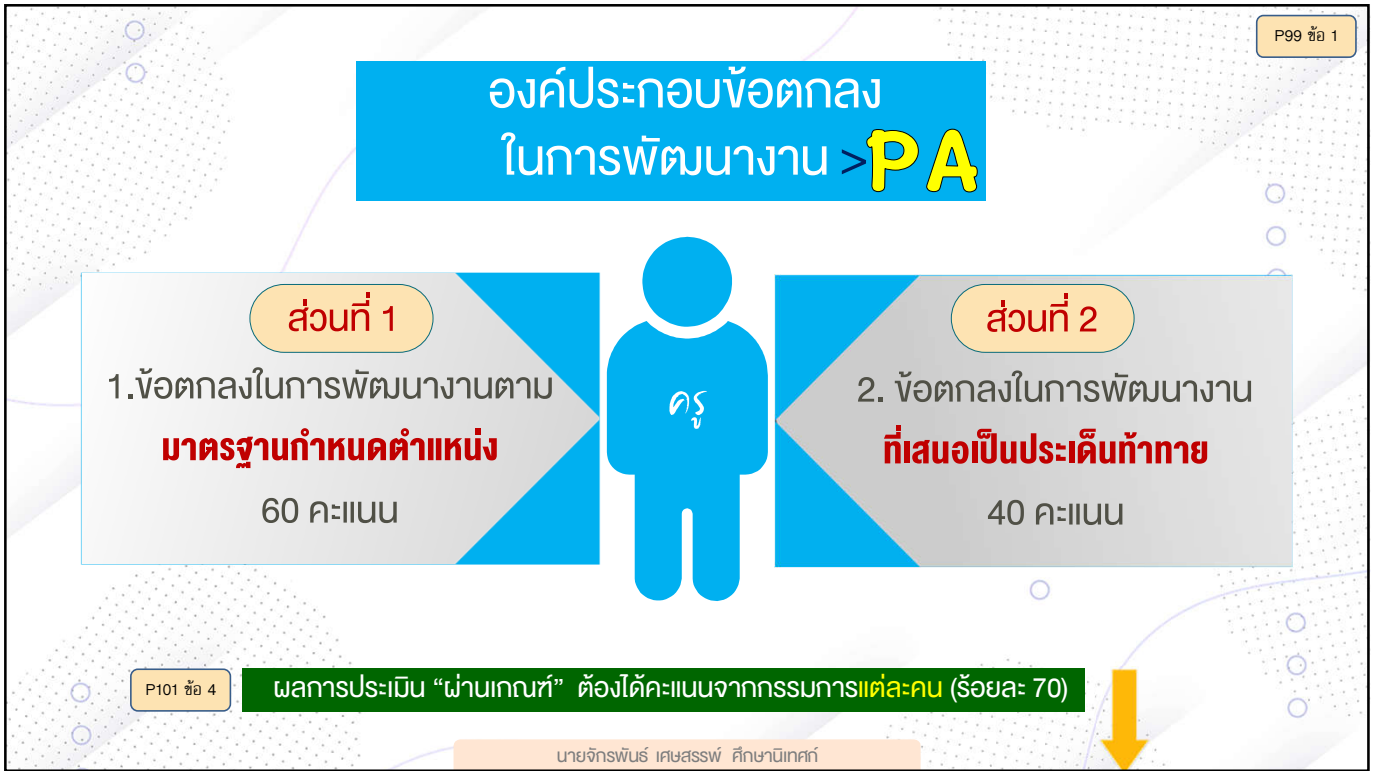 P99 ข้อ 1
องค์ประกอบข้อตกลง
ในการพัฒนางาน >PA
ส่วนที่ 1
1.ข้อตกลงในการพัฒนางานตาม
มาตรฐานกำหนดตำแหน่ง
60 คะแนน
ครู
ส่วนที่ 2
2. ข้อตกลงในการพัฒนางาน
ที่เสนอเป็นประเด็นท้าทาย
40 คะแนน
P101 ข้อ 4
ผลการประเมิน “ผ่านเกณฑ์” ต้องได้คะแนนจากกรรมการแต่ละคน (ร้อยละ 70)
นายจักรพันธ์ เศษสรรพ์ ศึกษานิเทศก์